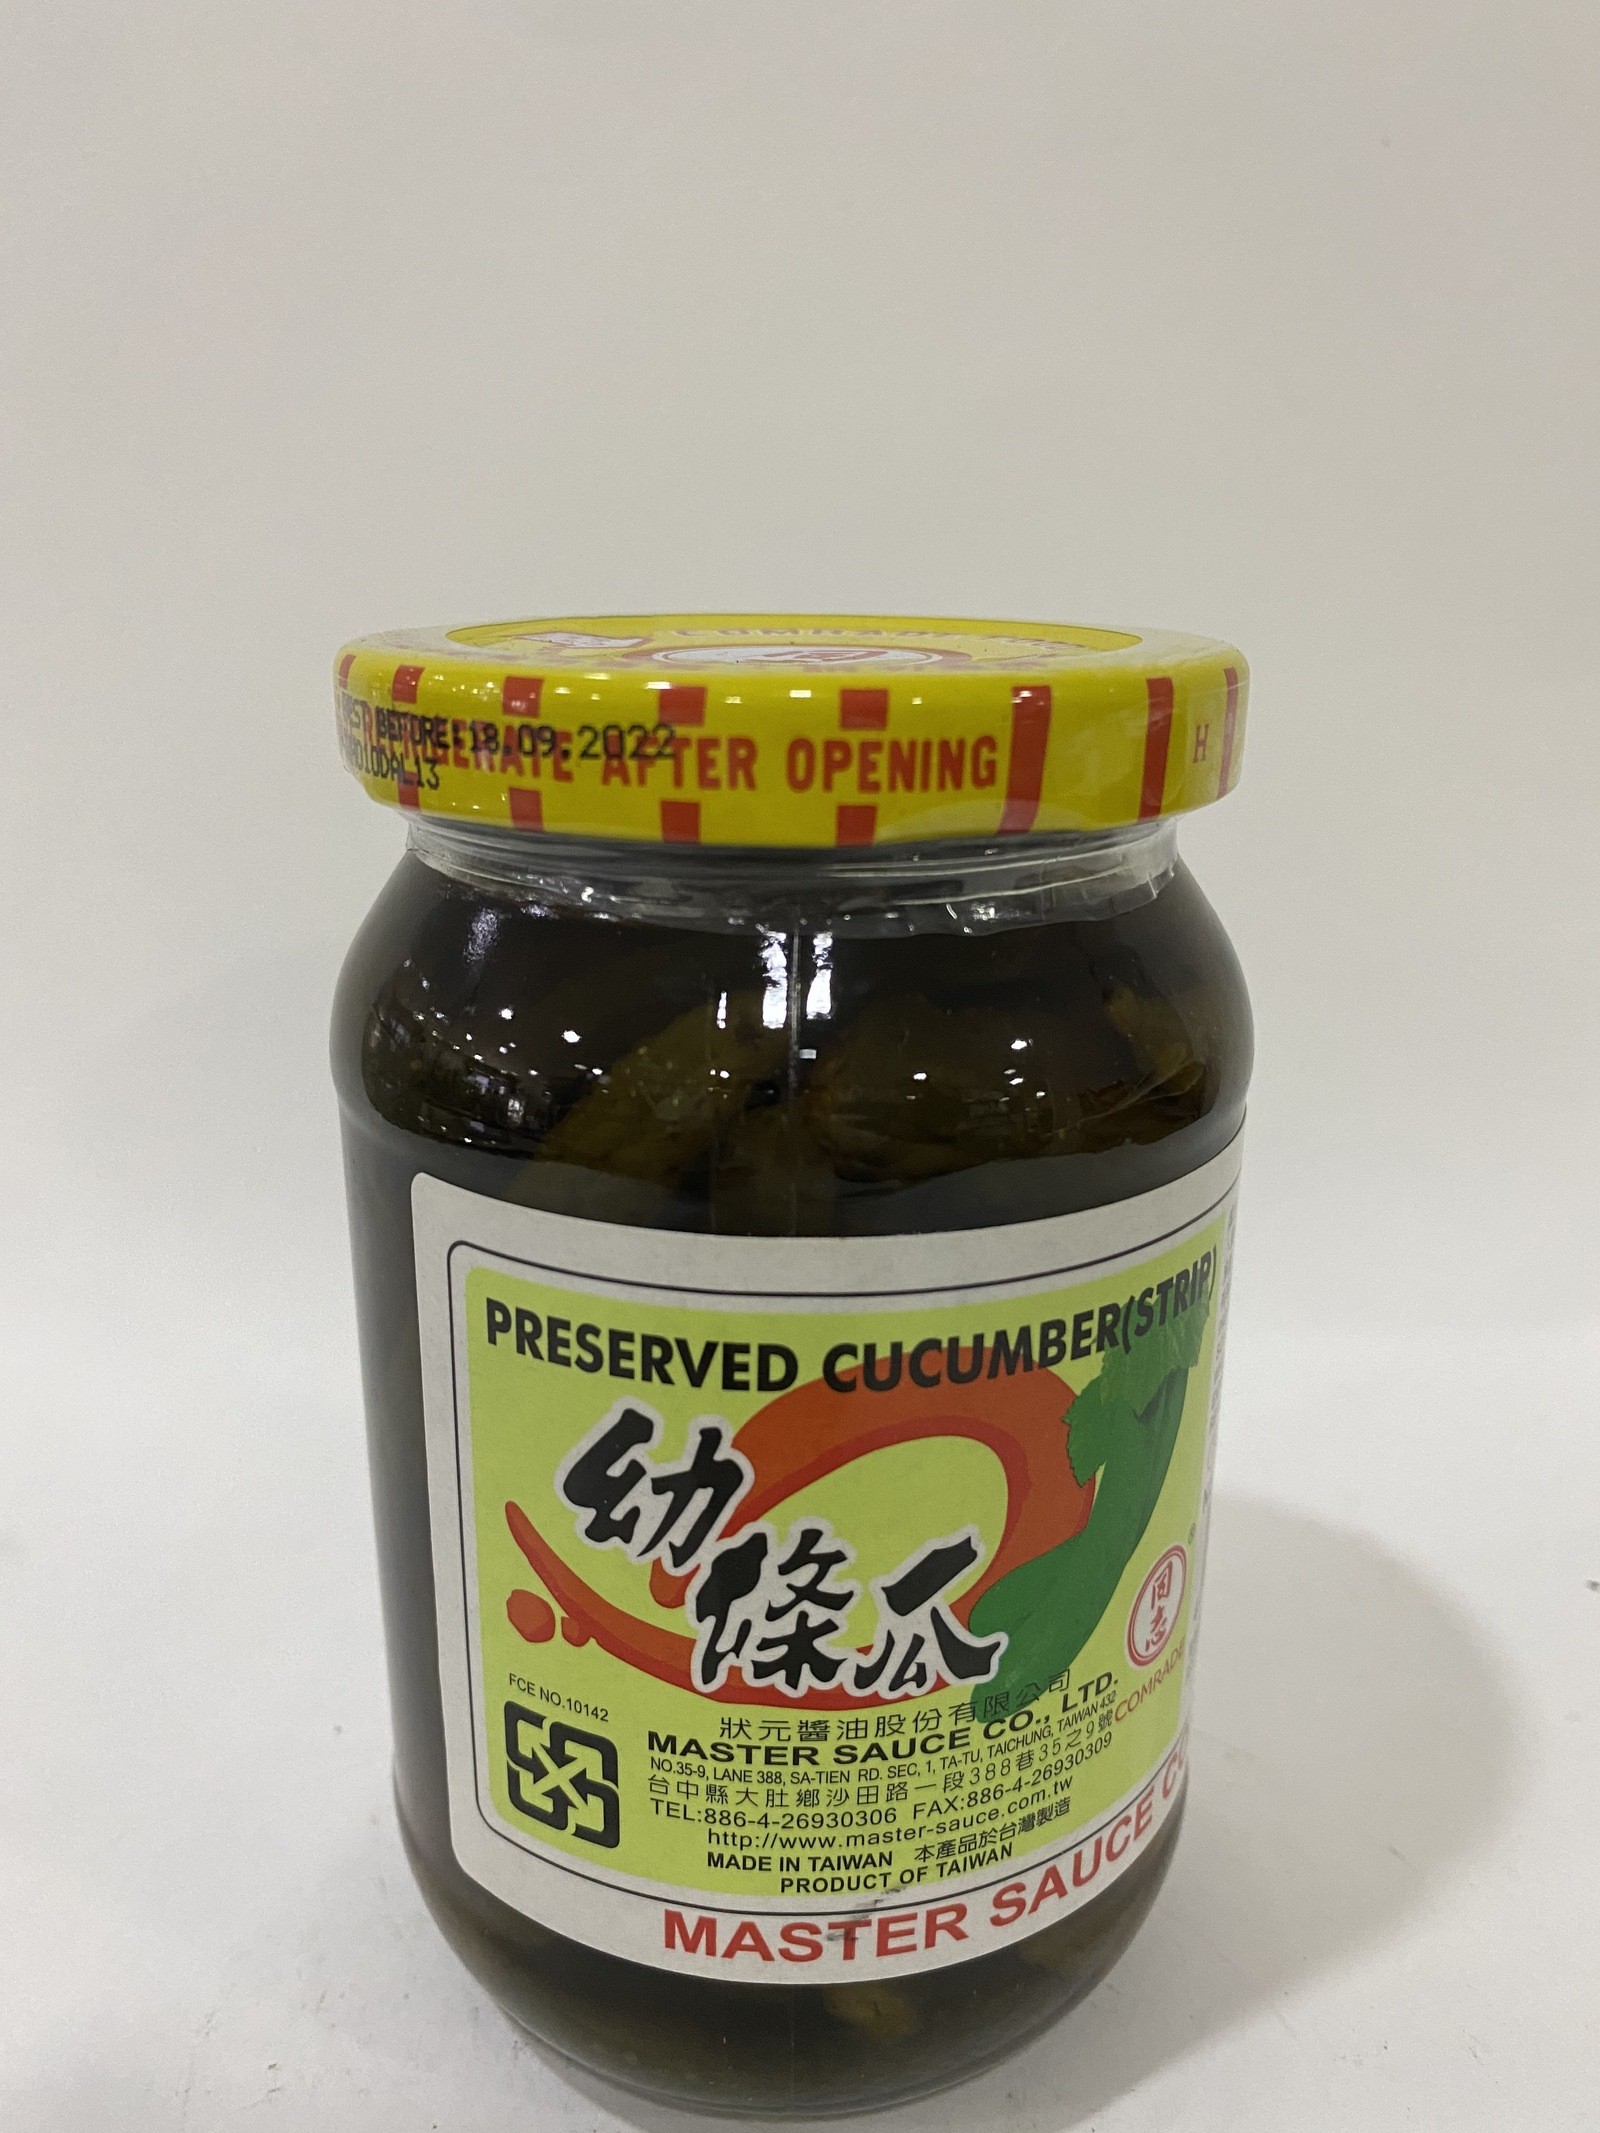 COMRADE
BEST BEFORE:18.09.2022
REFRIGERATE AFTER OPENING
H
PRESERVED CUCUMBER(STRIP)
幼條瓜
同志
®
COMRADE
FCE NO.10142
狀元醬油股份有限公司
MASTER SAUCE CO., LTD.
NO.35-9, LANE 388, SA-TIEN RD. SEC, 1, TA-TU, TAICHUNG, TAIWAN 432
台中縣大肚鄉沙田路一段388巷35之9號
TEL:886-4-26930306 FAX:886-4-26930309
http://www.master-sauce.com.tw
MADE IN TAIWAN 本產品於台灣製造
PRODUCT OF TAIWAN
MASTER SAUCE